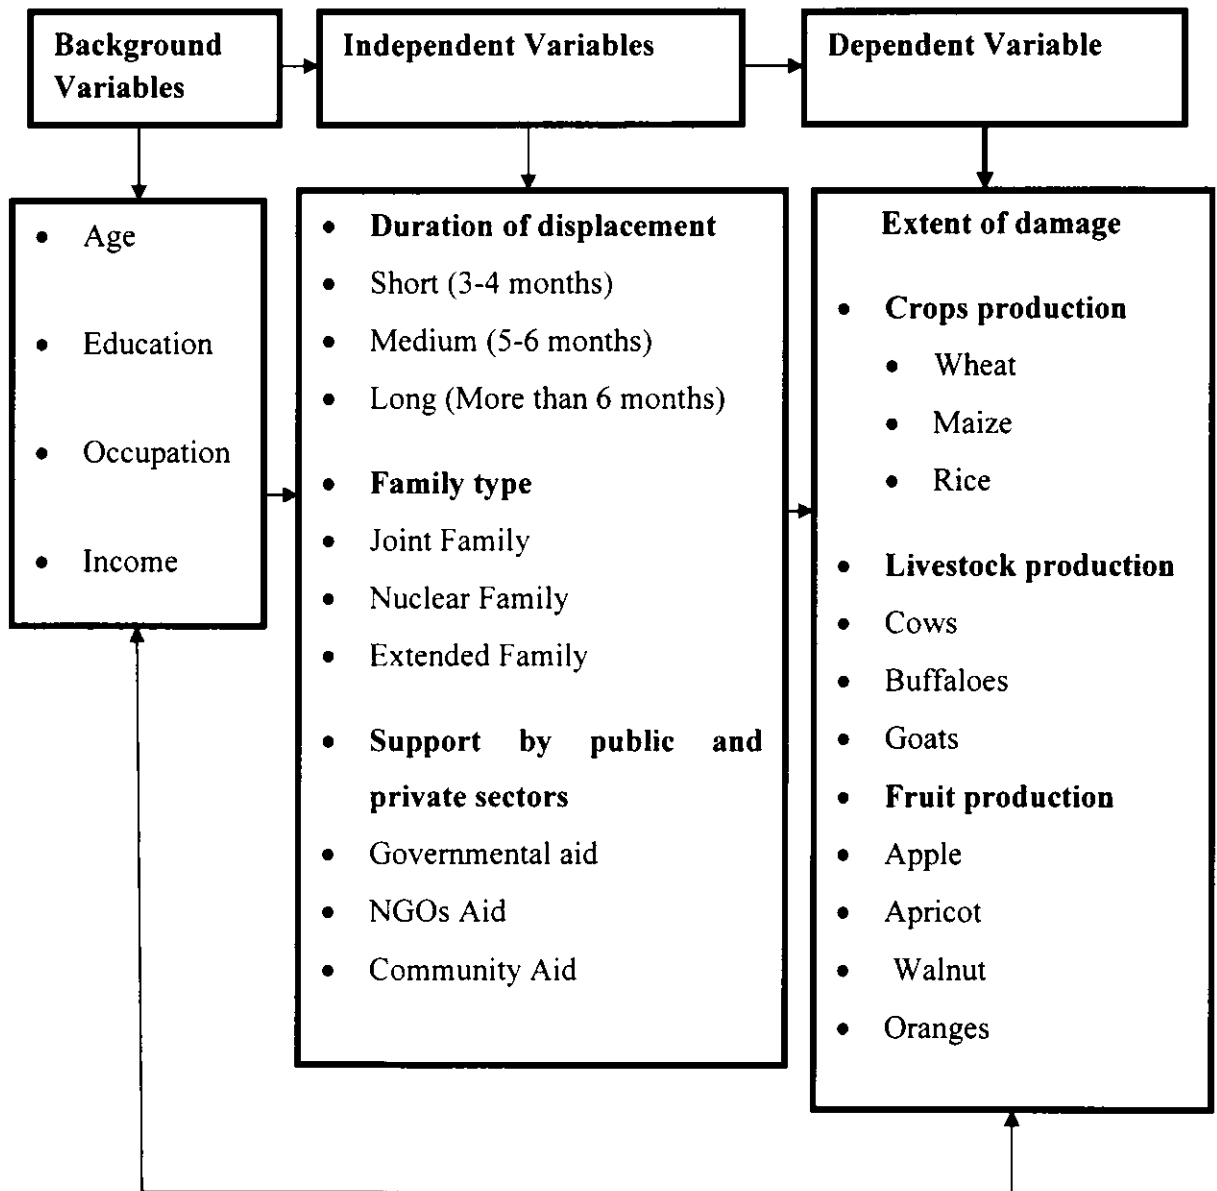 Background
Variables
Independent Variables
Dependent Variable
• Age
• Education
• Occupation
• Income
• Duration of displacement
• Short (3-4 months)
• Medium (5-6 months)
• Long (More than 6 months)
• Family type
• Joint Family
• Nuclear Family
• Extended Family
• Support by public and
private sectors
• Governmental aid
• NGOs Aid
• Community Aid
Extent of damage
• Crops production
• Wheat
• Maize
• Rice
• Livestock production
• Cows
• Buffaloes
• Goats
• Fruit production
• Apple
• Apricot
• Walnut
• Oranges